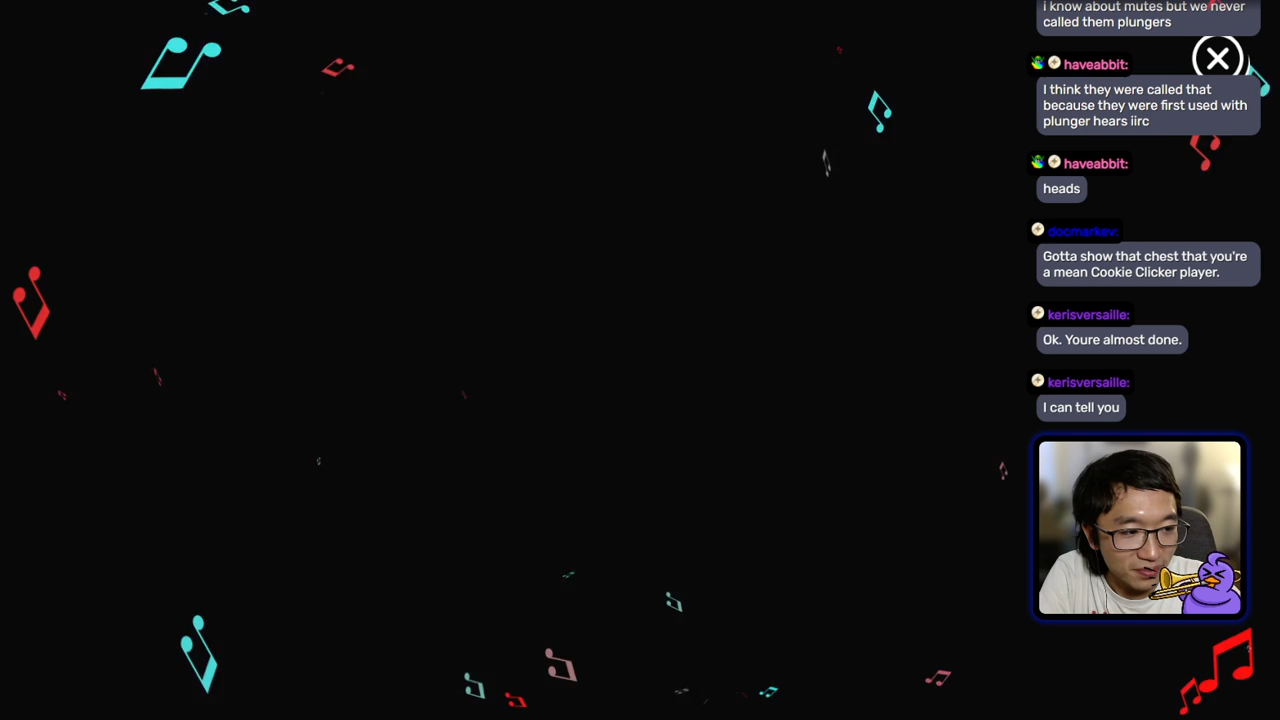 i know about mutes but we never
called them plungers
haveabbit:
I think they were called that
because they were first used with
plunger hears iirc
haveabbit:
heads
docmarkev:
Gotta show that chest that you're
a mean Cookie Clicker player.
kerisversaille:
Ok. Youre almost done.
kerisversaille:
I can tell you